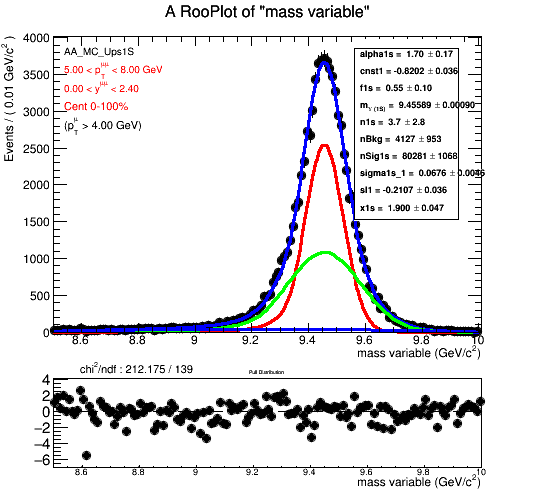 A RooPlot of "mass variable"
Events / ( 0.01 GeV/c² )
4000
3500
3000
2500
2000
1500
1000
500
0
AA_MC_Ups1S
5.00 < p_T^μμ < 8.00 GeV
0.00 < y^μμ < 2.40
Cent 0-100%
(p_T^μ > 4.00 GeV)
alpha1s = 1.70 ± 0.17
cnst1 = -0.8202 ± 0.036
f1s = 0.55 ± 0.10
m_Υ(1S) = 9.45589 ± 0.00090
n1s = 3.7 ± 2.8
nBkg = 4127 ± 953
nSig1s = 80281 ± 1068
sigma1s_1 = 0.0676 ± 0.0046
sl1 = -0.2107 ± 0.036
x1s = 1.900 ± 0.047
8.6 8.8 9 9.2 9.4 9.6 9.8 10
mass variable (GeV/c²)
chi²/ndf : 212.175 / 139
Pull Distribution
4
2
0
−2
−4
−6
8.6 8.8 9 9.2 9.4 9.6 9.8 10
mass variable (GeV/c²)